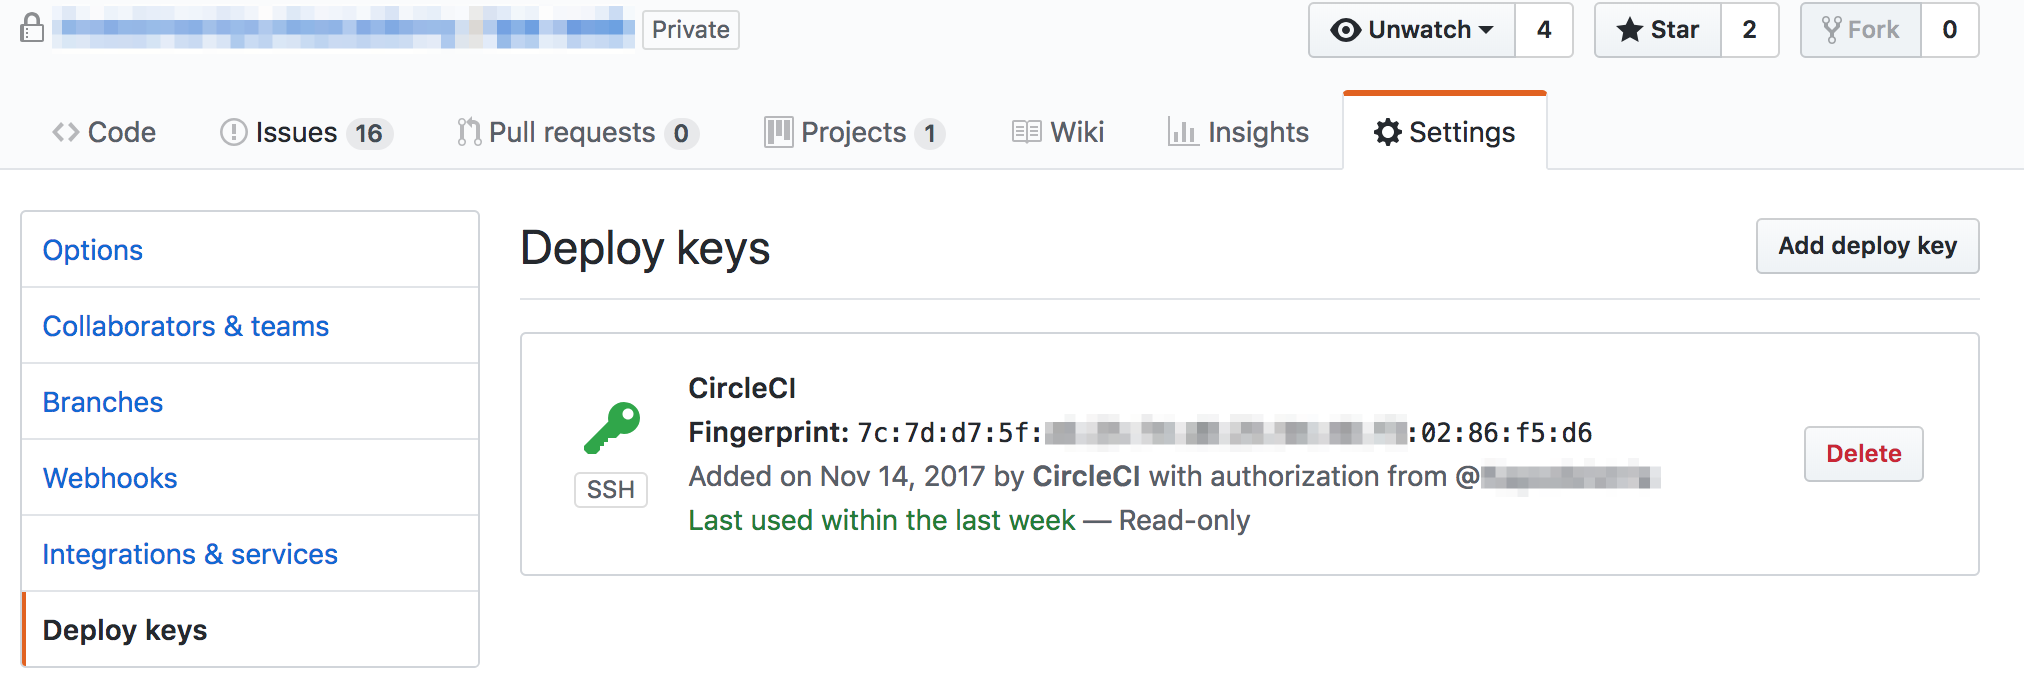 Private Unwatch 4 Star 2 Fork 0
Code Issues 16 Pull requests 0 Projects 1 Wiki Insights Settings
Options
Collaborators & teams
Branches
Webhooks
Integrations & services
Deploy keys
Deploy keys
Add deploy key
CircleCI
Fingerprint: 7c:7d:d7:5f: :02:86:f5:d6
Added on Nov 14, 2017 by CircleCI with authorization from @
Last used within the last week — Read-only
SSH
Delete